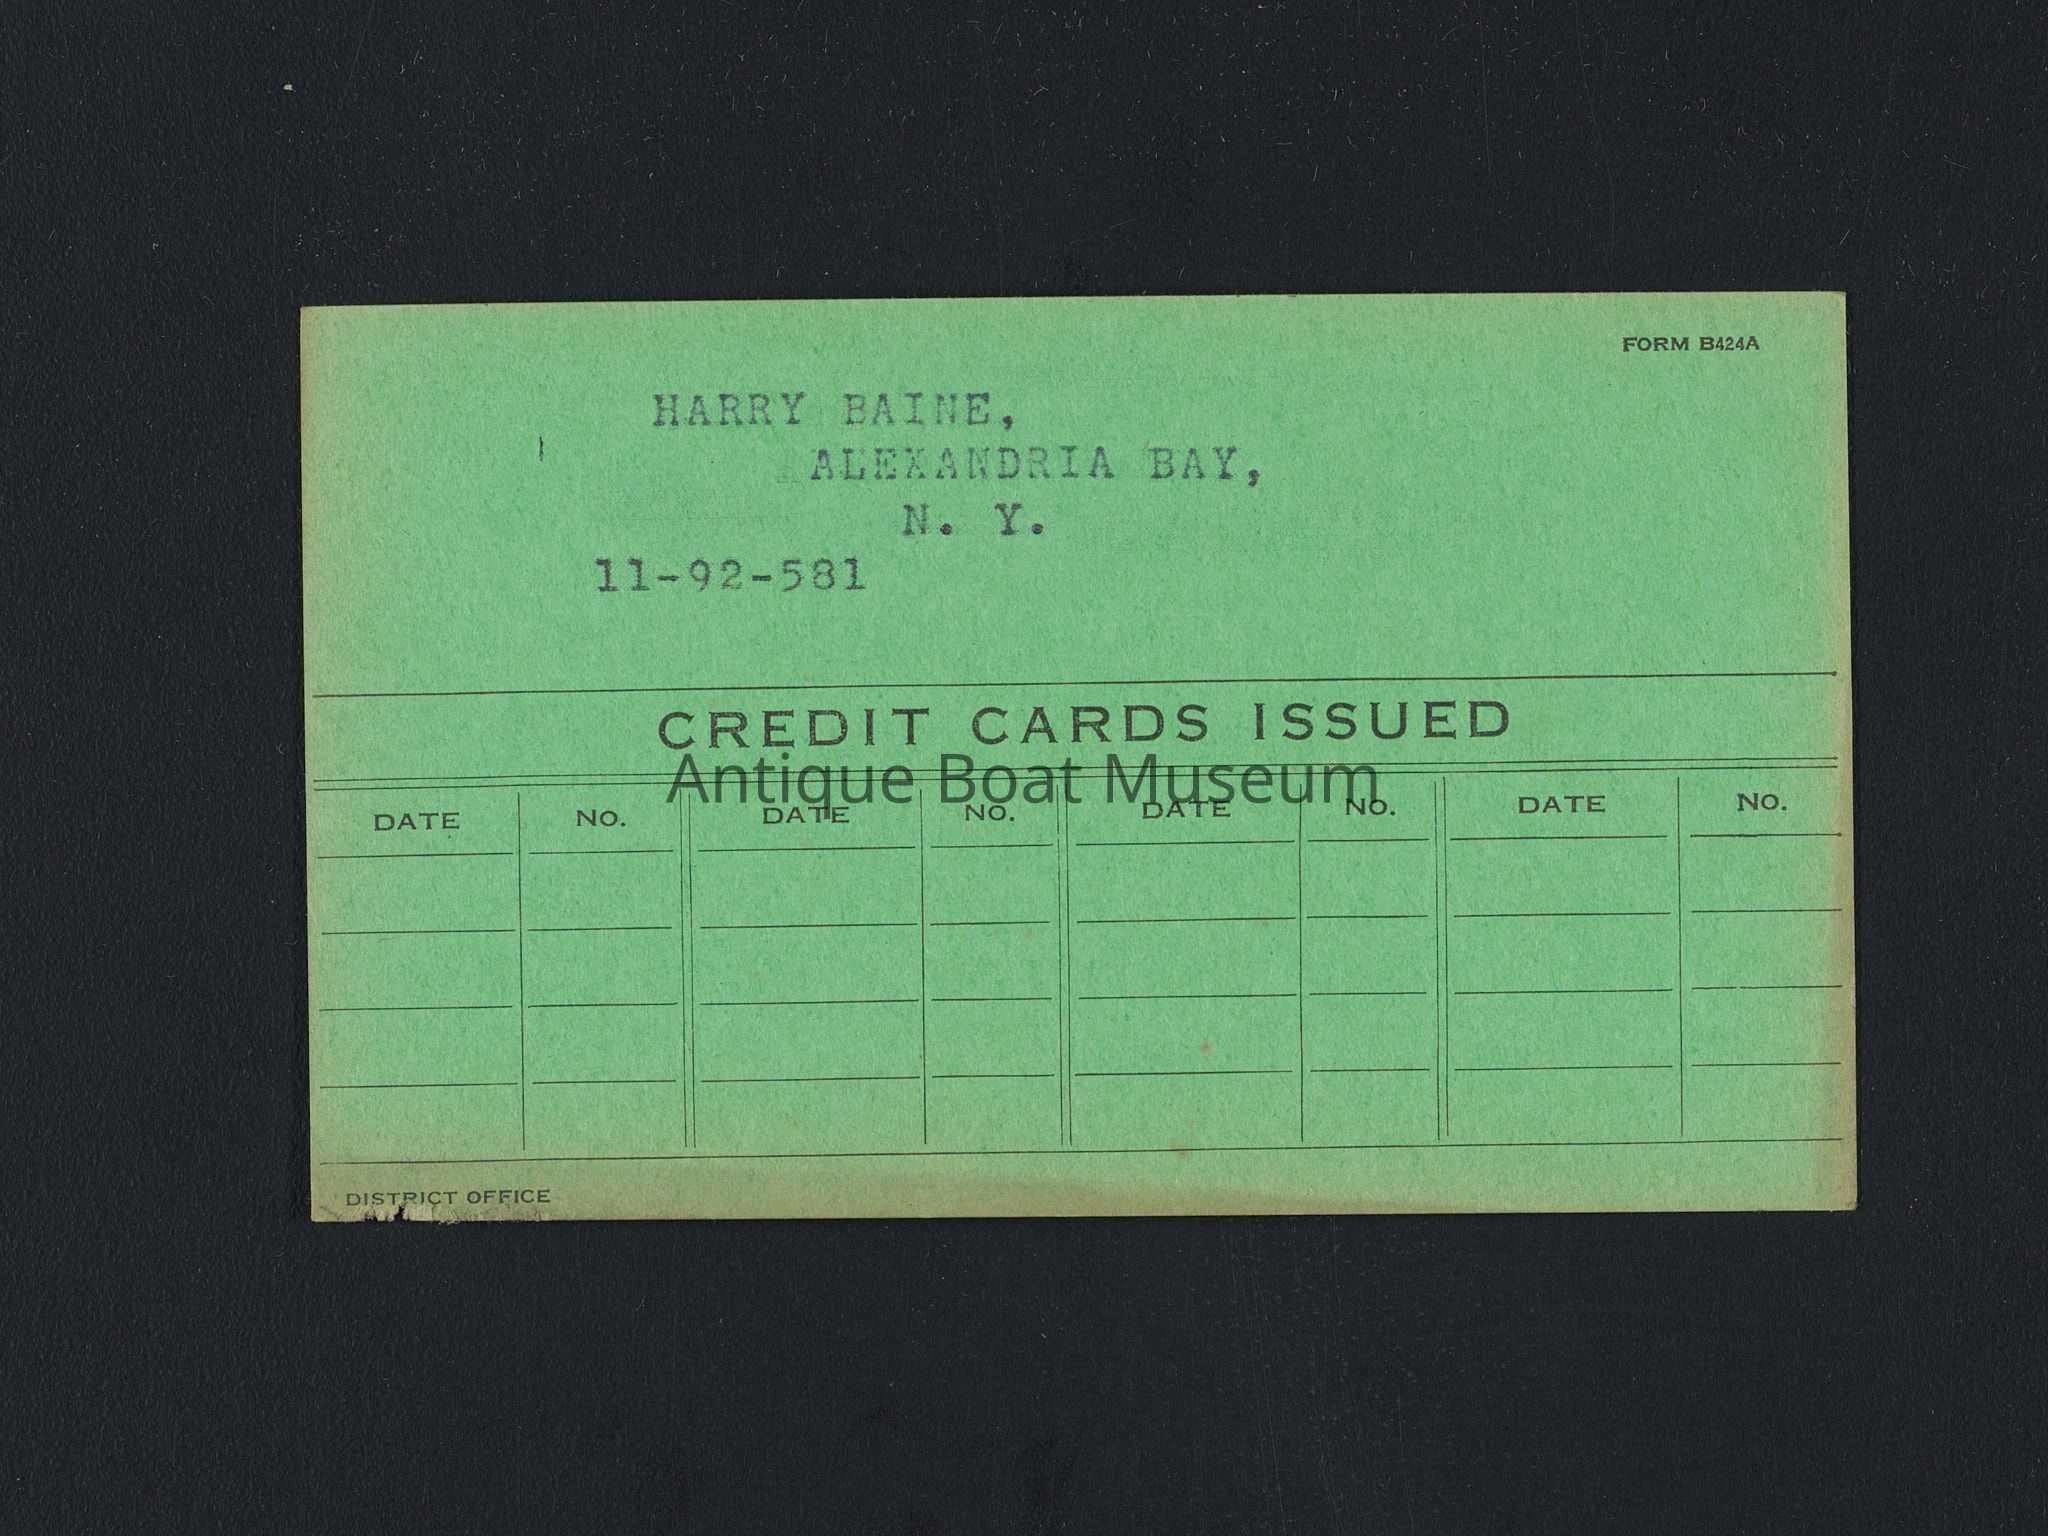 FORM B424A
HARRY BAINE,
ALEXANDRIA BAY,
N. Y.
11-92-581
CREDIT CARDS ISSUED
Antique Boat Museum
DATE NO. DATE NO. DATE NO. DATE NO.
DISTRICT OFFICE